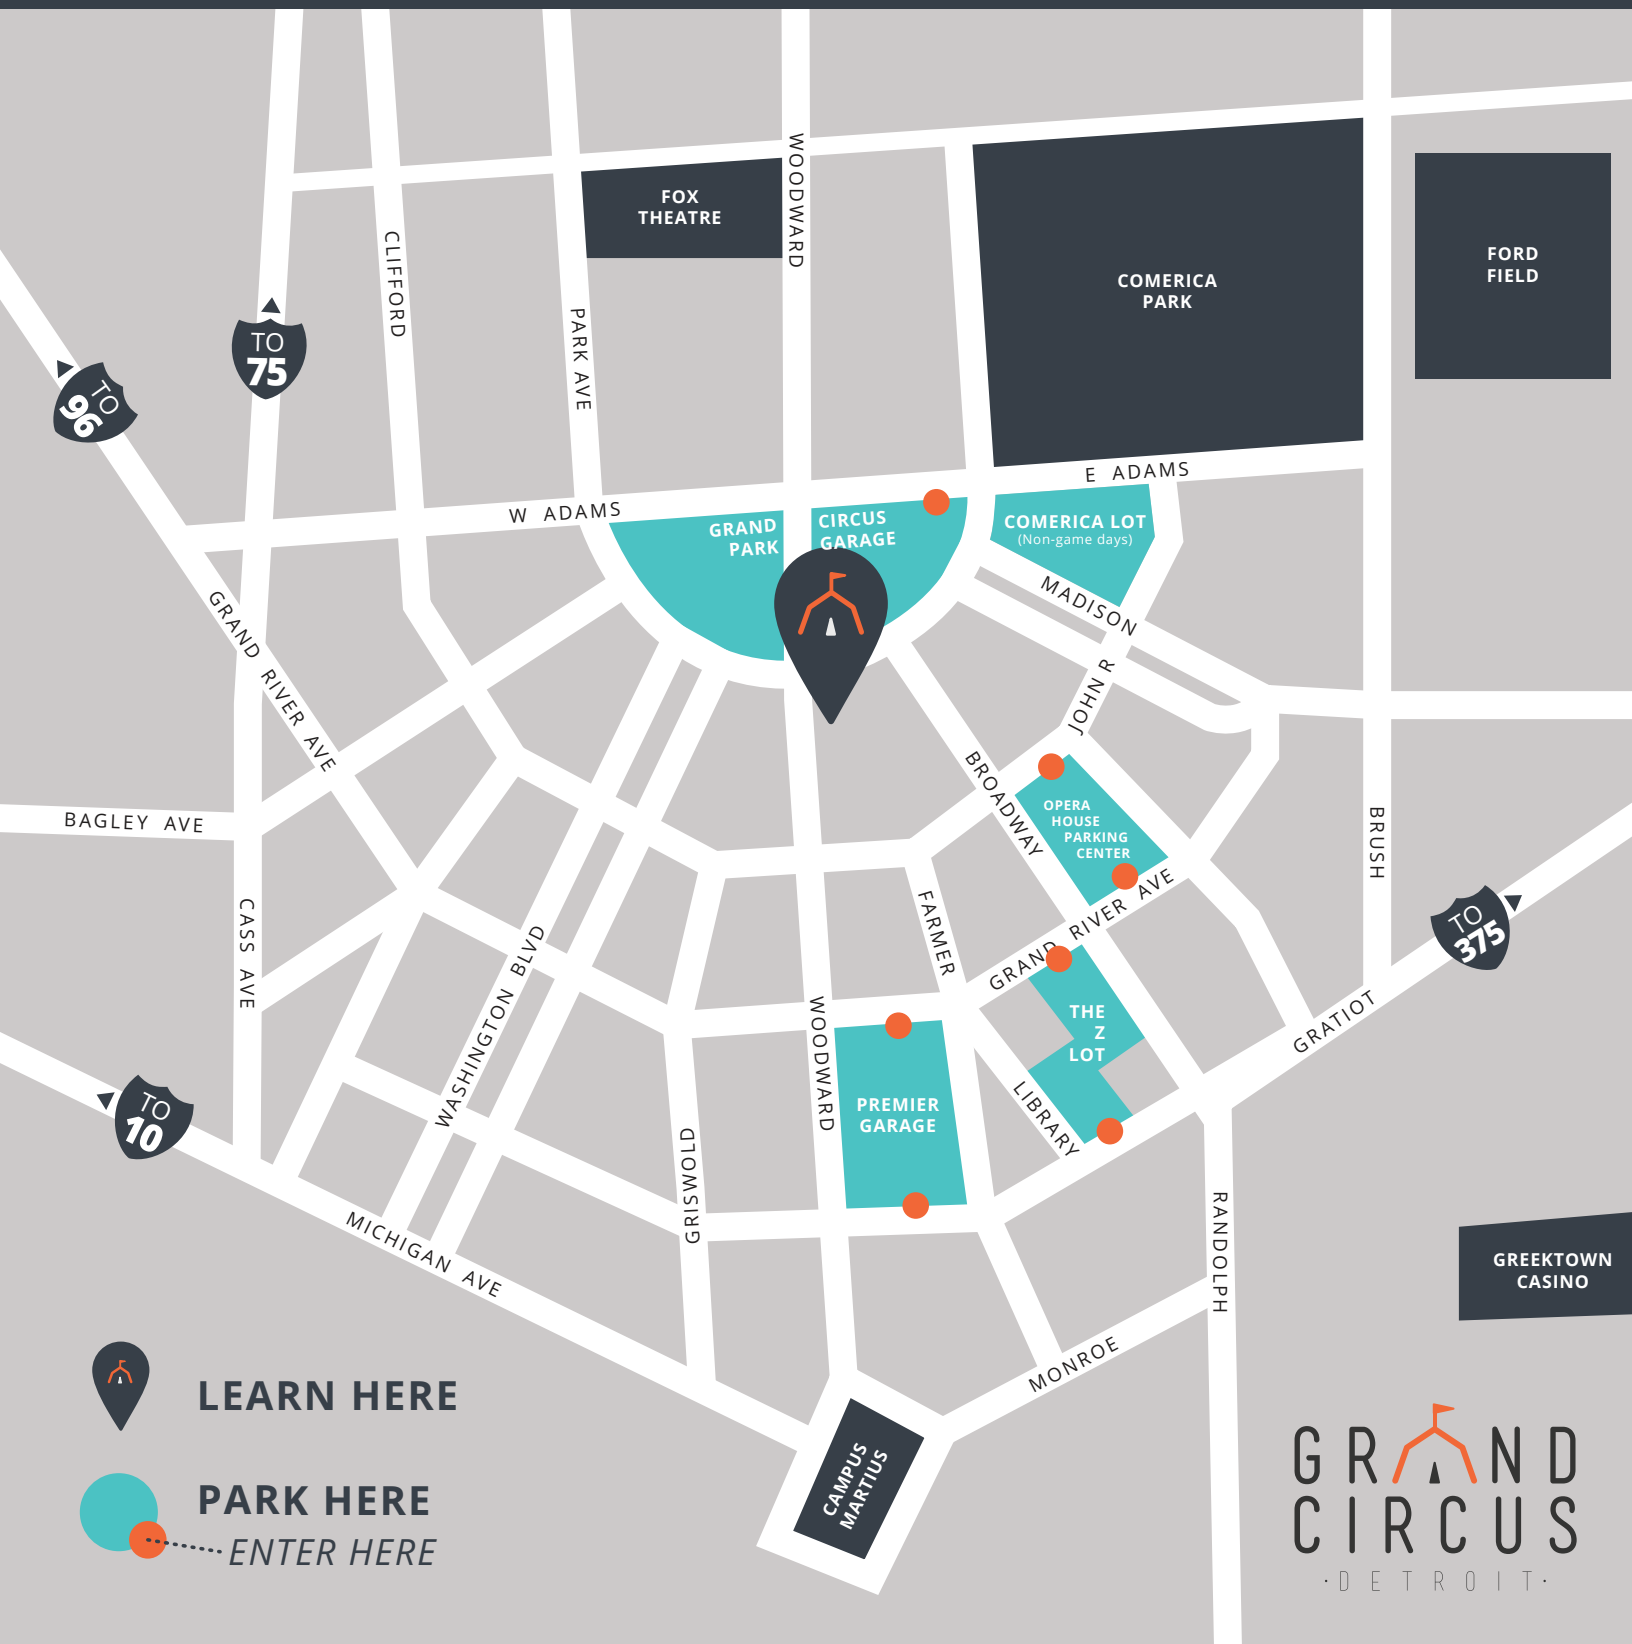 WOODWARD
FOX
THEATRE
COMERICA
PARK
FORD
FIELD
CLIFFORD
PARK AVE
TO
75
TO
96
E ADAMS
W ADAMS
GRAND
PARK
CIRCUS
GARAGE
COMERICA LOT
(Non-game days)
MADISON
JOHN R
GRAND RIVER AVE
BAGLEY AVE
BROADWAY
OPERA
HOUSE
PARKING
CENTER
BRUSH
CASS AVE
FARMER
GRAND RIVER AVE
TO
375
WASHINGTON BLVD
WOODWARD
THE
Z
LOT
GRATIOT
TO
10
PREMIER
GARAGE
LIBRARY
GRISWOLD
RANDOLPH
MICHIGAN AVE
GREEKTOWN
CASINO
MONROE
CAMPUS
MARTIUS
LEARN HERE
PARK HERE
ENTER HERE
GRAND
CIRCUS
·DETROIT·